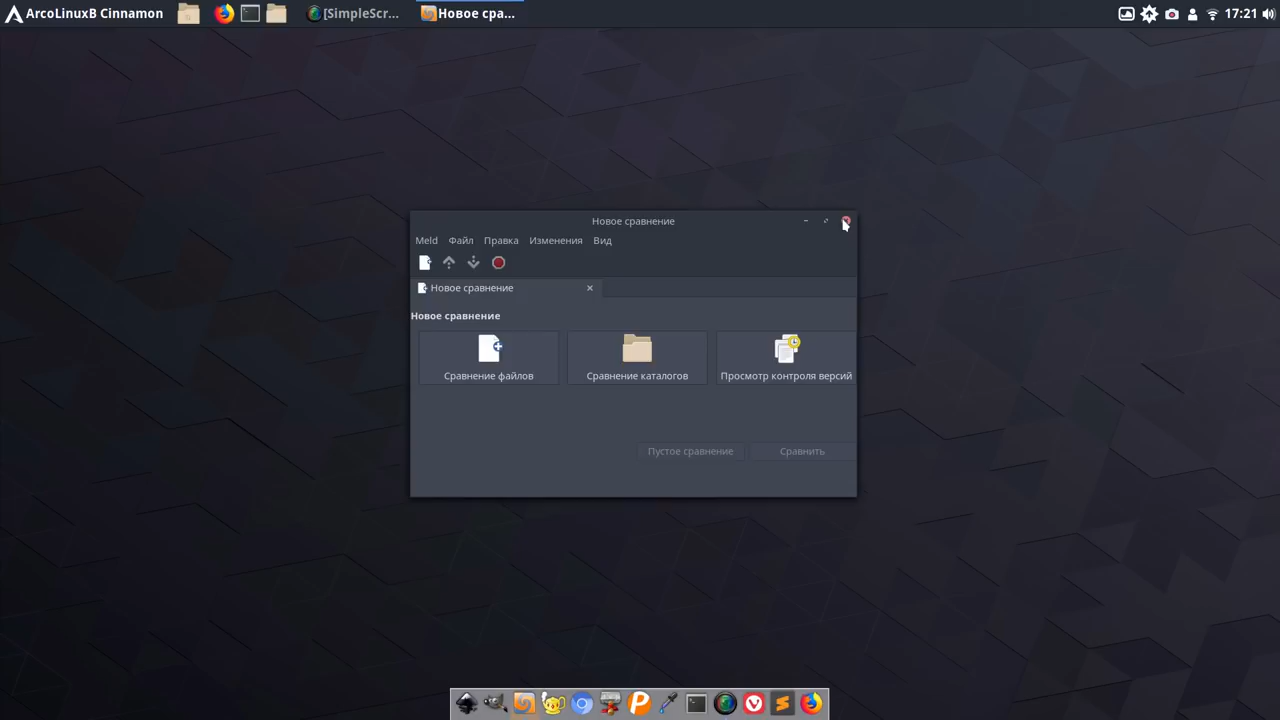 ArcoLinuxB Cinnamon
[SimpleScr...
Новое сра...
17:21
Новое сравнение
Meld Файл Правка Изменения Вид
Новое сравнение
Новое сравнение
Сравнение файлов
Сравнение каталогов
Просмотр контроля версий
Пустое сравнение
Сравнить